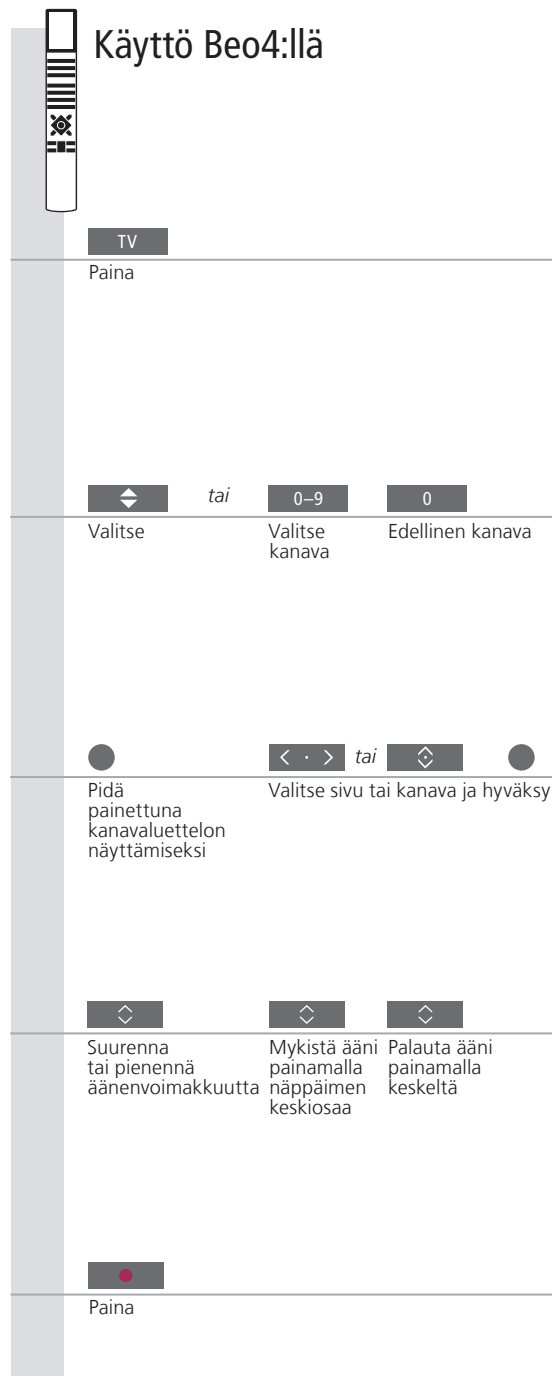 Käyttö Beo4:llä
TV
Paina
tai 0–9 0
Valitse Valitse Edellinen kanava
kanava
tai
Pidä Valitse sivu tai kanava ja hyväksy
painettuna
kanavaluettelon
näyttämiseksi
Suurenna Mykistä ääni Palauta ääni
tai pienennä painamalla painamalla
äänenvoimakkuutta näppäimen keskeltä
keskiosaa
Paina